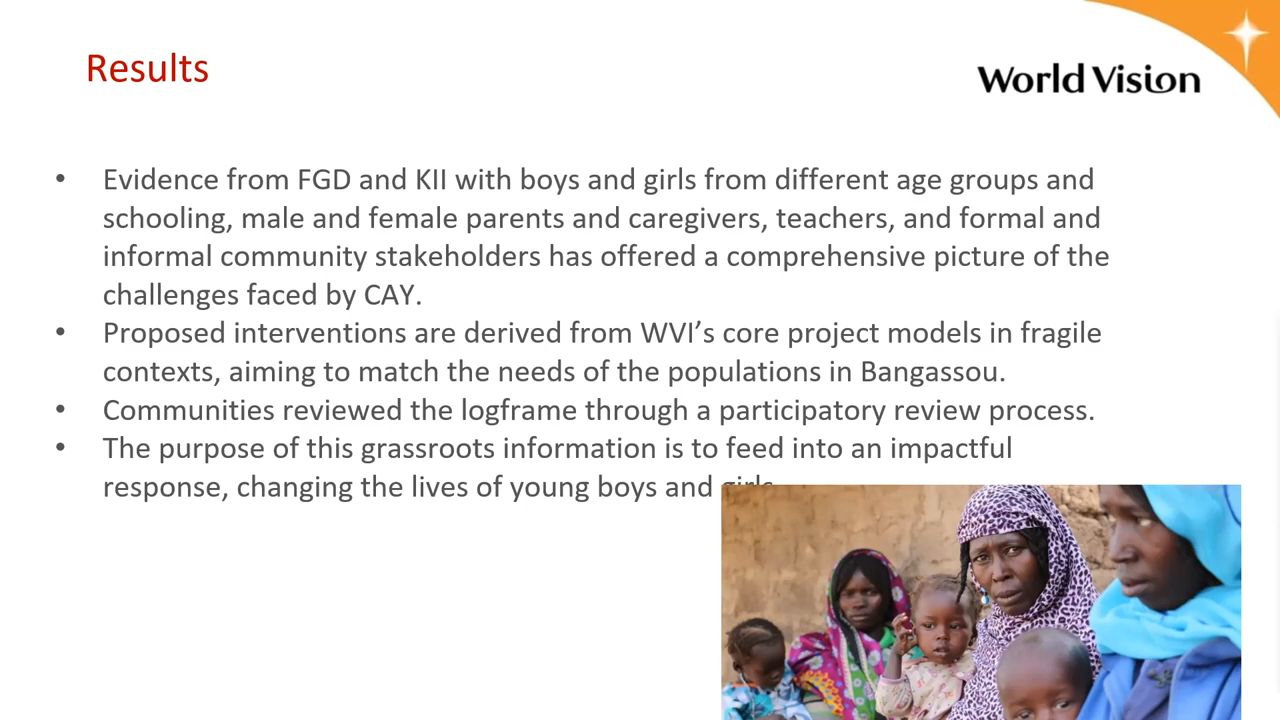 Results
World Vision
• Evidence from FGD and KII with boys and girls from different age groups and
schooling, male and female parents and caregivers, teachers, and formal and
informal community stakeholders has offered a comprehensive picture of the
challenges faced by CAY.
• Proposed interventions are derived from WVI’s core project models in fragile
contexts, aiming to match the needs of the populations in Bangassou.
• Communities reviewed the logframe through a participatory review process.
• The purpose of this grassroots information is to feed into an impactful
response, changing the lives of young boys and girls